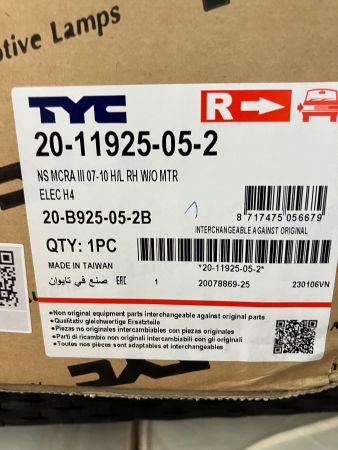 otive Lamps
TYC
R
20-11925-05-2
NS MCRA III 07-10 H/L RH W/O MTR
ELEC H4
20-B925-05-2B
1
8 717475 056679
INTERCHANGEABLE AGAINST ORIGINAL
QTY: 1PC
MADE IN TAIWAN
*20-11925-05-2*
صنع في تايوان
EAC
1
20078869-25
230106VN
•Non original equipment parts interchangeable against original parts
•Qualitativ gleichwertige Ersatzteile
•Piezas no originales intercambiables con piezas originales
•Parti di ricambio non originali intercambiabili con gli originali
•Toutes nos pièces sont adaptables et interchangeables